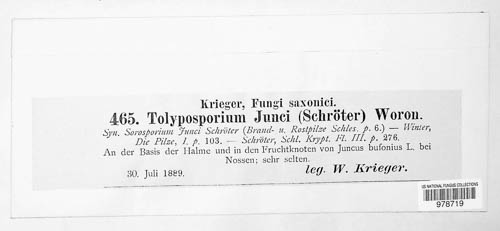 Krieger, Fungi saxonici.
465. Tolyposporium Junci (Schröter) Woron.
Syn. Sorosporium Junci Schröter (Brand- u. Rostpilze Schles. p. 6.) — Winter,
Die Pilze, I. p. 103. — Schröter, Schl. Krypt. Fl. III. p. 276.
An der Basis der Halme und in den Fruchtknoten von Juncus bufonius L. bei
Nossen; sehr selten.
30. Juli 1889. leg. W. Krieger.
US NATIONAL FUNGUS COLLECTIONS
978719